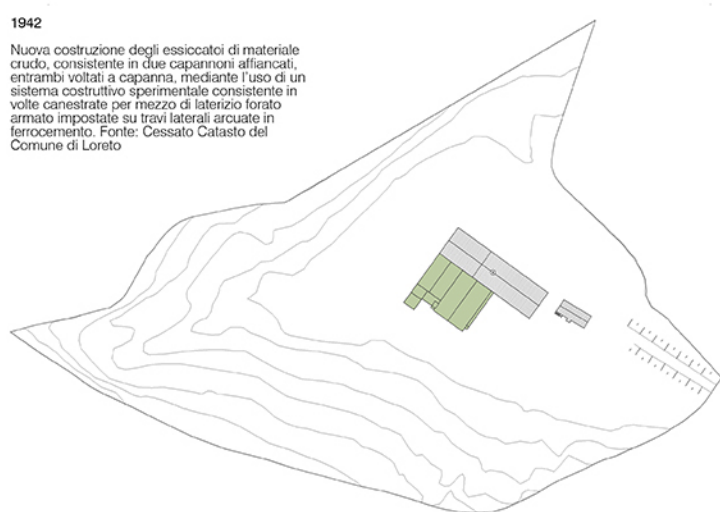 1942
Nuova costruzione degli essiccatoi di materiale
crudo, consistente in due capannoni affiancati,
entrambi voltati a capanna, mediante l'uso di un
sistema costruttivo sperimentale consistente in
volte canestrate per mezzo di laterizio forato
armato impostate su travi laterali arcuate in
ferrocemento. Fonte: Cessato Catasto del
Comune di Loreto